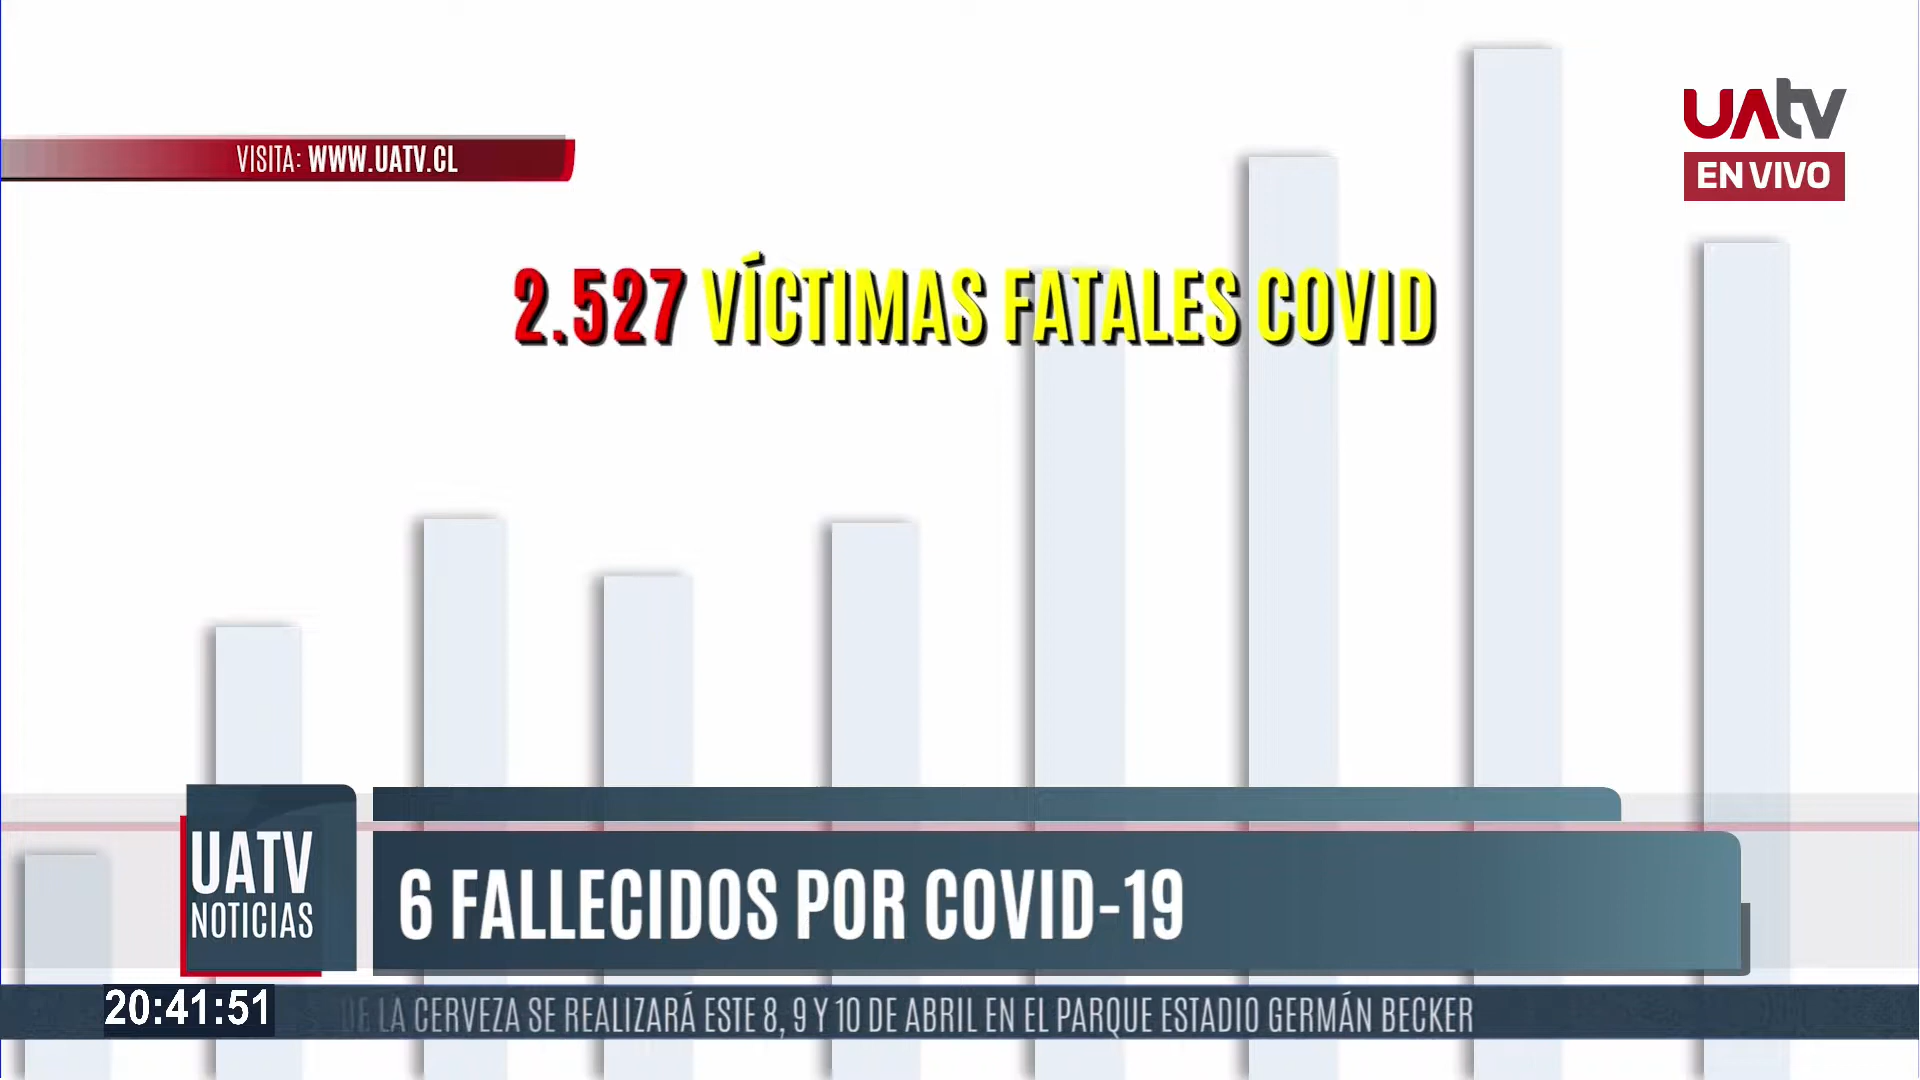 UATV
EN VIVO
VISITA: WWW.UATV.CL
2.527 VÍCTIMAS FATALES COVID
UATV
NOTICIAS
6 FALLECIDOS POR COVID-19
20:41:51
DE LA CERVEZA SE REALIZARÁ ESTE 8, 9 Y 10 DE ABRIL EN EL PARQUE ESTADIO GERMÁN BECKER